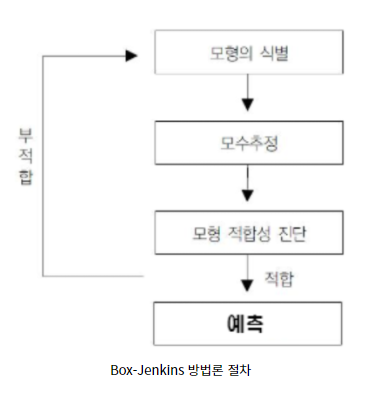 모형의 식별
부적합
모수추정
모형 적합성 진단
적합
예측
Box-Jenkins 방법론 절차